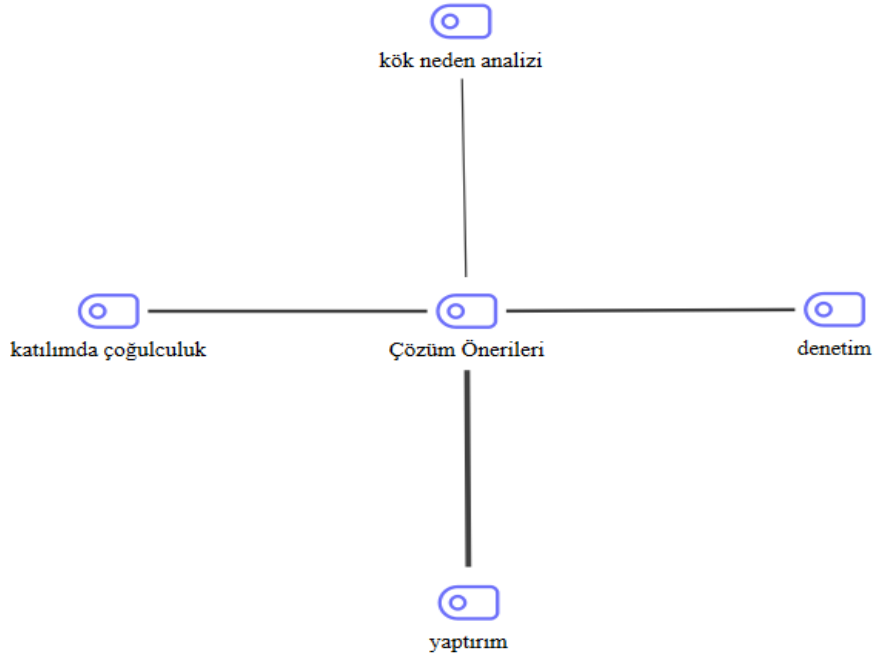 kök neden analizi
katılımda çoğulculuk
Çözüm Önerileri
denetim
yaptırım